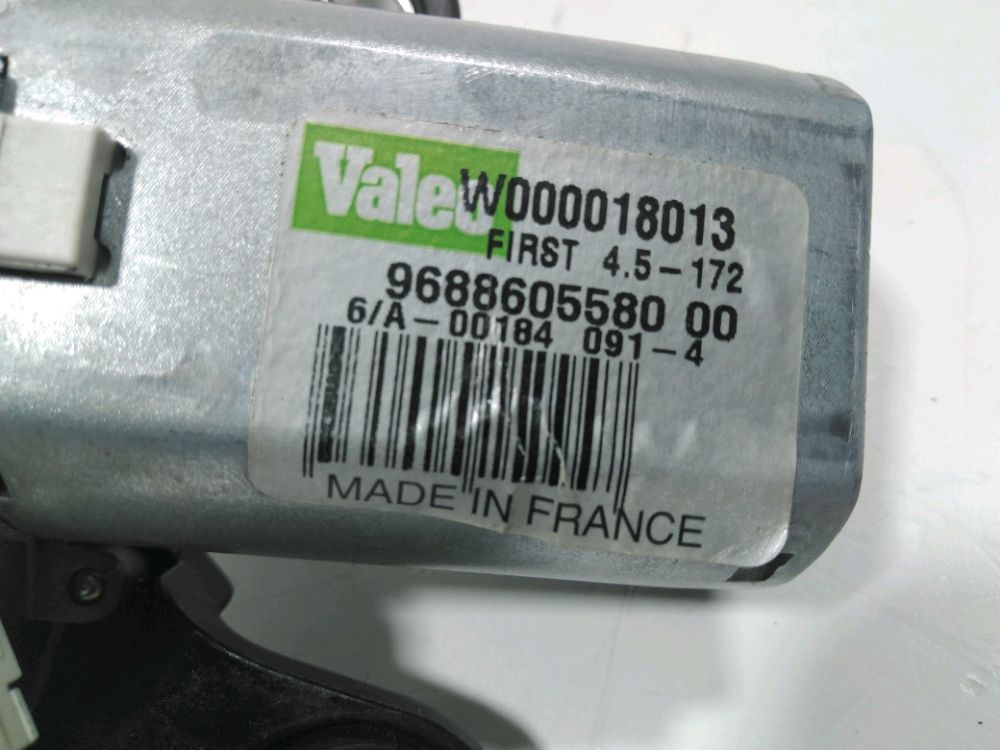 Valeo W000018013
FIRST 4.5-172
9688605580 00
6/A-00184 091-4
MADE IN FRANCE